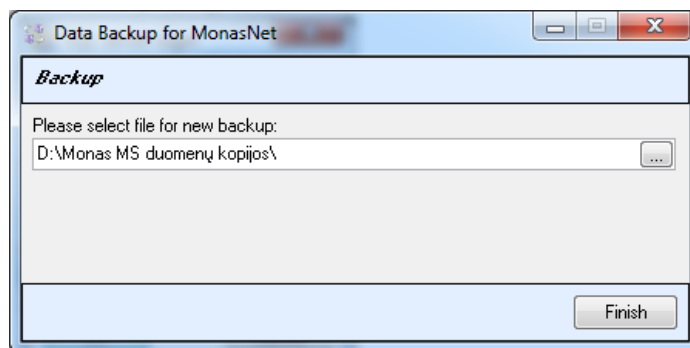 Data Backup for MonasNet
Backup
Please select file for new backup:
D:\Monas MS duomenų kopijos\
...
Finish